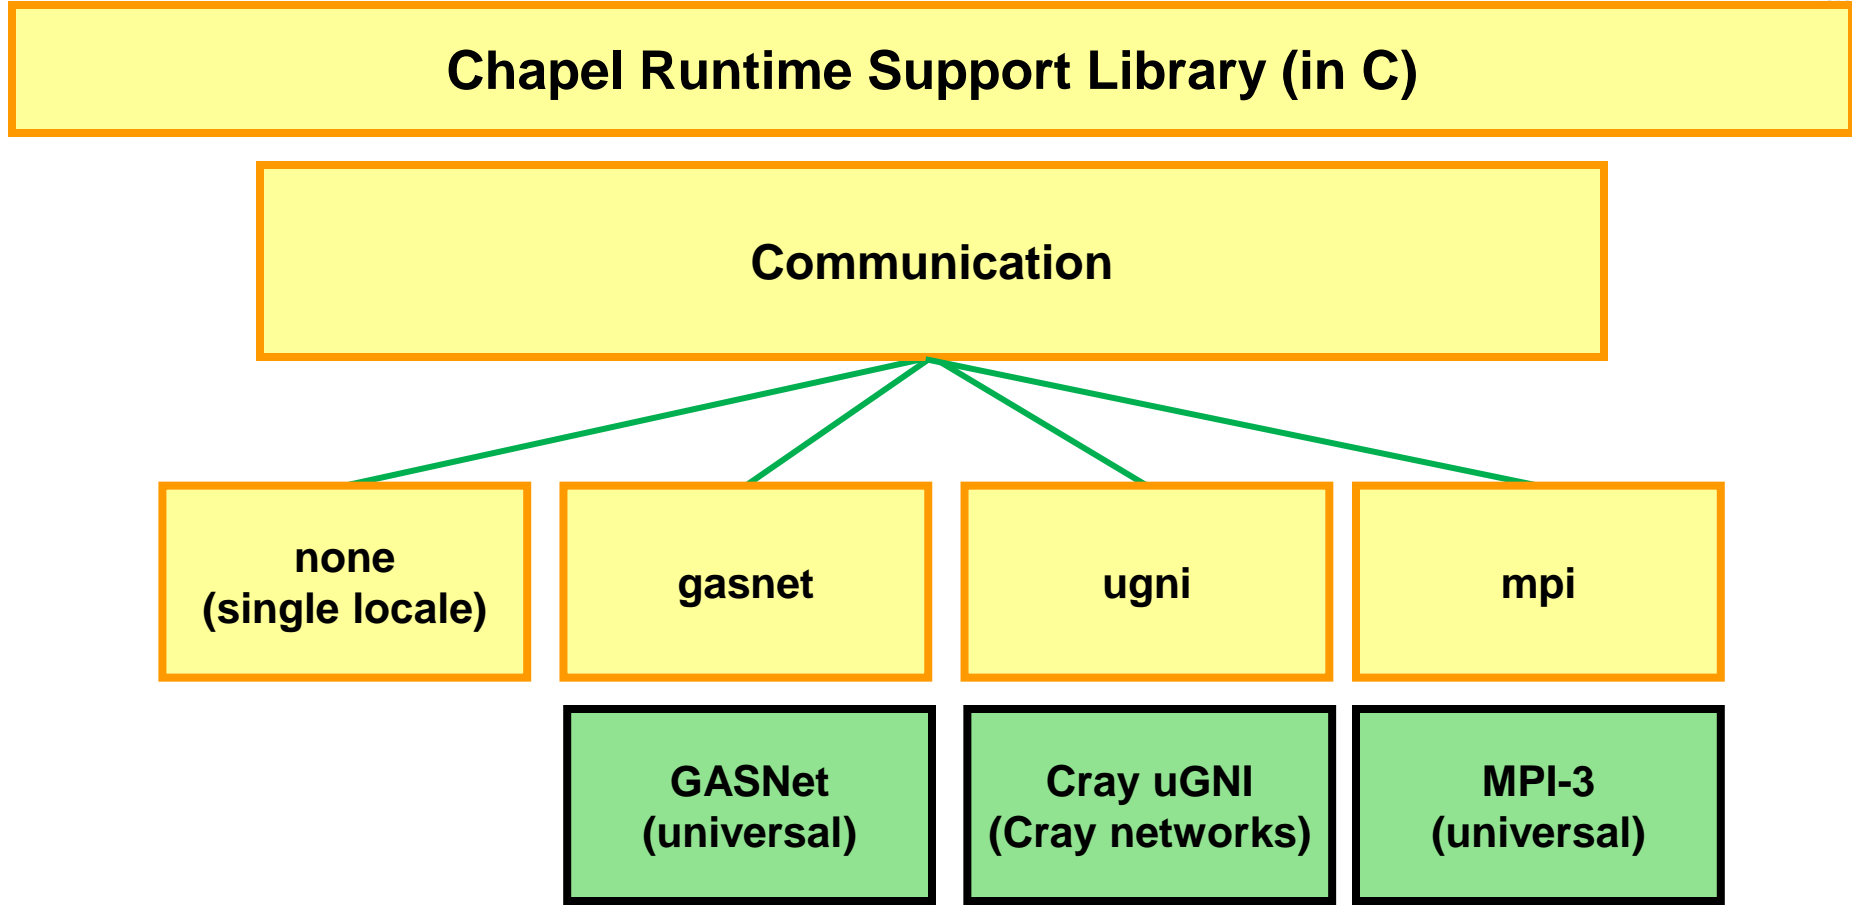 Chapel Runtime Support Library (in C)
Communication
none
(single locale)
gasnet
ugni
mpi
GASNet
(universal)
Cray uGNI
(Cray networks)
MPI-3
(universal)